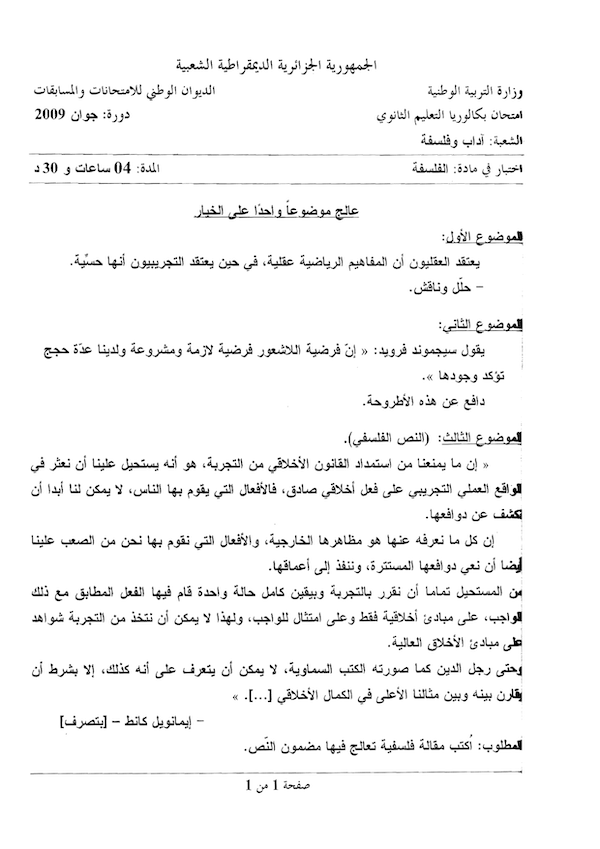 الجمهورية الجزائرية الديمقراطية الشعبية
وزارة التربية الوطنية
الديوان الوطني للامتحانات والمسابقات
امتحان بكالوريا التعليم الثانوي
دورة: جوان 2009
الشعبة: آداب وفلسفة
اختبار في مادة: الفلسفة
المدة: 04 ساعات و 30 د
عالج موضوعاً واحدًا على الخيار
الموضوع الأول:
يعتقد العقليون أن المفاهيم الرياضية عقلية، في حين يعتقد التجريبيون أنها حسّية.
– حلّل وناقش.
الموضوع الثاني:
يقول سيجموند فرويد: « إنّ فرضية اللاشعور فرضية لازمة ومشروعة ولدينا عدّة حجج
تؤكد وجودها ».
دافع عن هذه الأطروحة.
الموضوع الثالث: (النص الفلسفي).
« إن ما يمنعنا من استمداد القانون الأخلاقي من التجربة، هو أنه يستحيل علينا أن نعثر في
الواقع العملي التجريبي على فعل أخلاقي صادق، فالأفعال التي يقوم بها الناس، لا يمكن لنا أبدا أن
نكشف عن دوافعها.
إن كل ما نعرفه عنها هو مظاهرها الخارجية، والأفعال التي نقوم بها نحن من الصعب علينا
أيضا أن نعي دوافعها المستترة، وننفذ إلى أعماقها.
من المستحيل تماما أن نقرر بالتجربة وبيقين كامل حالة واحدة قام فيها الفعل المطابق مع ذلك
الواجب، على مبادئ أخلاقية فقط وعلى امتثال للواجب، ولهذا لا يمكن أن نتخذ من التجربة شواهد
على مبادئ الأخلاق العالية.
وحتى رجل الدين كما صورته الكتب السماوية، لا يمكن أن يتعرف على أنه كذلك، إلا بشرط أن
يقارن بينه وبين مثالنا الأعلى في الكمال الأخلاقي [...]. »
– إيمانويل كانط – [بتصرف]
المطلوب: أكتب مقالة فلسفية تعالج فيها مضمون النّص.
صفحة 1 من 1